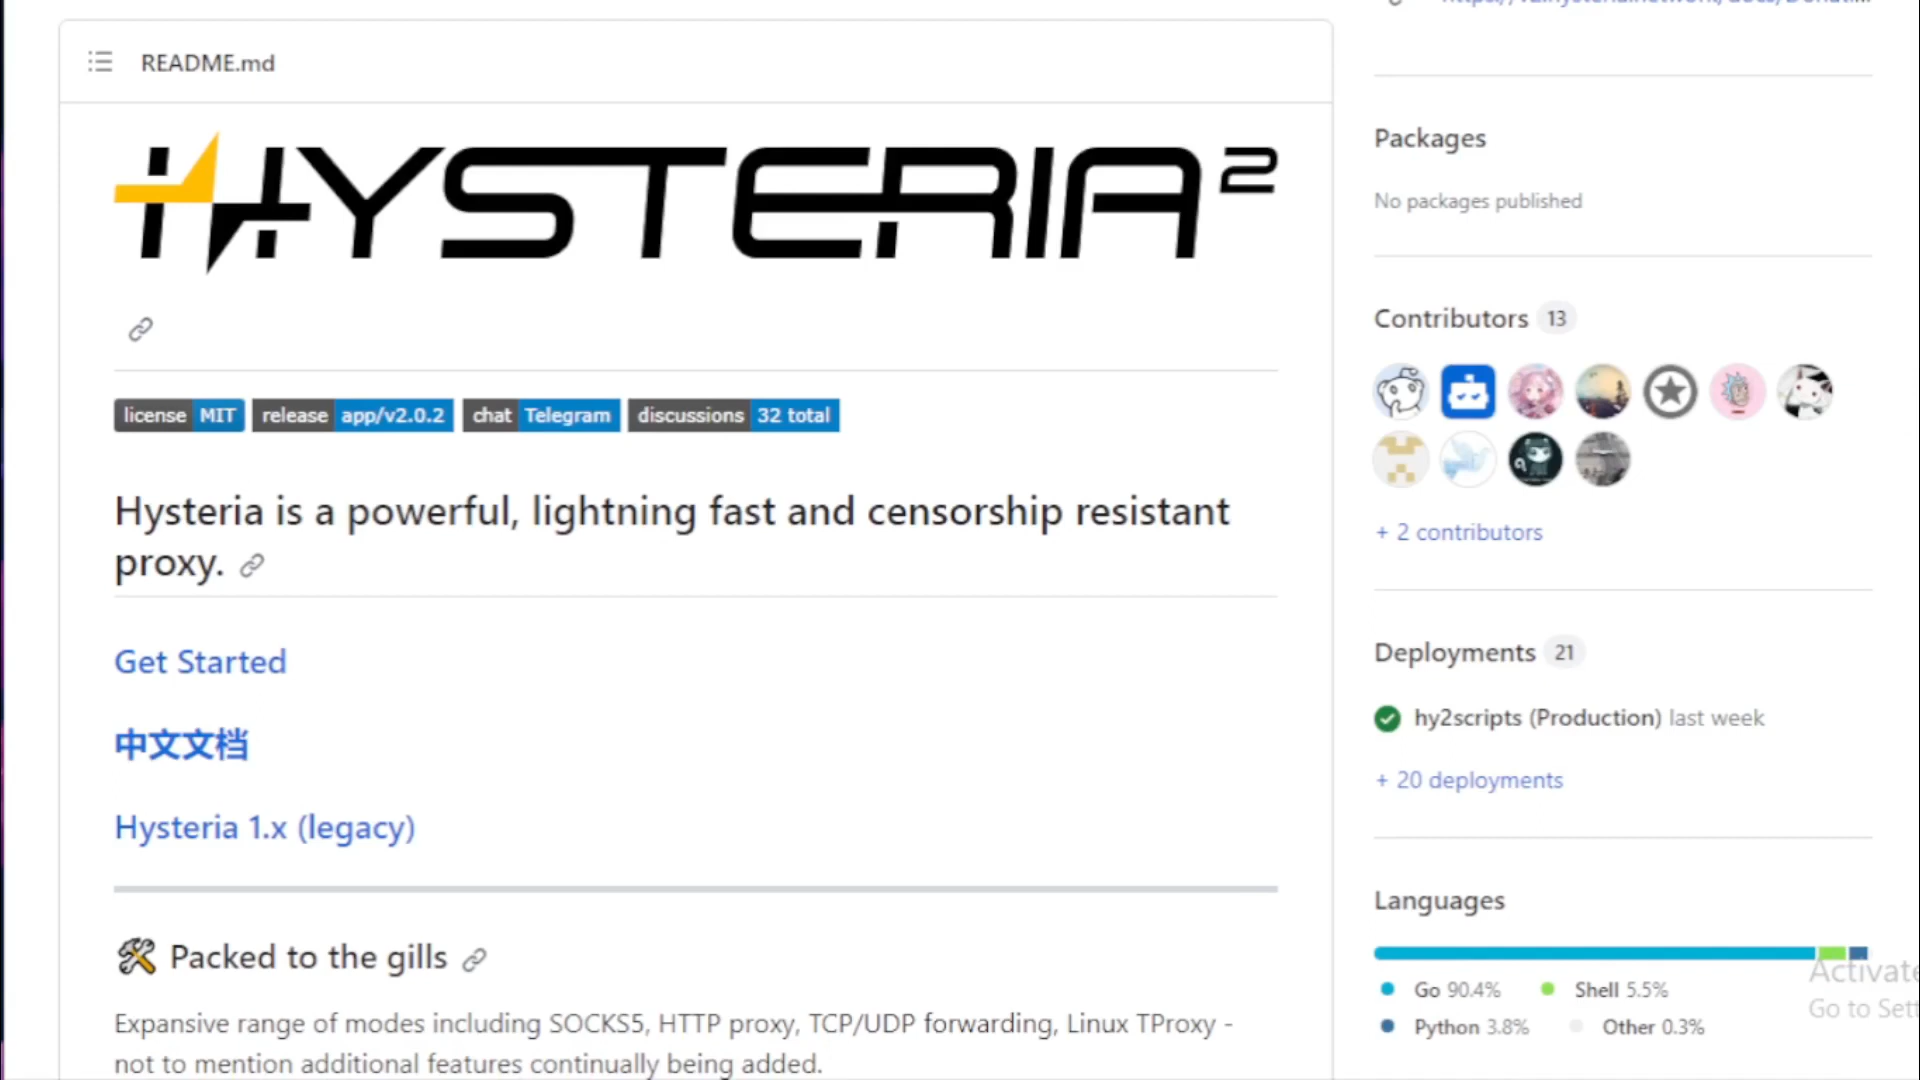 README.md
HYSTERIA2
license MIT release app/v2.0.2 chat Telegram discussions 32 total
Hysteria is a powerful, lightning fast and censorship resistant
proxy.
Get Started
中文文档
Hysteria 1.x (legacy)
🛠 Packed to the gills
Expansive range of modes including SOCKS5, HTTP proxy, TCP/UDP forwarding, Linux TProxy -
not to mention additional features continually being added.
Packages
No packages published
Contributors 13
+ 2 contributors
Deployments 21
hy2scripts (Production) last week
+ 20 deployments
Languages
Go 90.4% Shell 5.5%
Python 3.8% Other 0.3%
Activate
Go to Sett